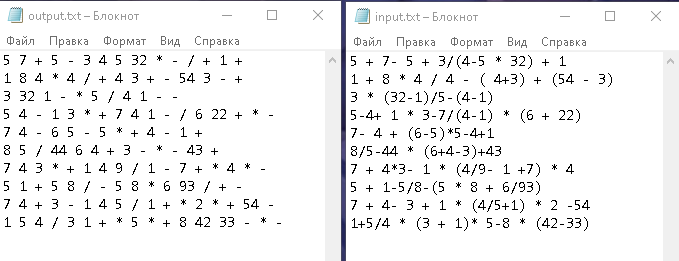 output.txt – Блокнот
Файл Правка Формат Вид Справка
5 7 + 5 - 3 4 5 32 * - / + 1 +
1 8 4 * 4 / + 4 3 + - 54 3 - +
3 32 1 - * 5 / 4 1 - -
5 4 - 1 3 * + 7 4 1 - / 6 22 + * -
7 4 - 6 5 - 5 * + 4 - 1 +
8 5 / 44 6 4 + 3 - * - 43 +
7 4 3 * + 1 4 9 / 1 - 7 + * 4 * -
5 1 + 5 8 / - 5 8 * 6 93 / + -
7 4 + 3 - 1 4 5 / 1 + * 2 * + 54 -
1 5 4 / 3 1 + * 5 * + 8 42 33 - * -
input.txt – Блокнот
Файл Правка Формат Вид Справка
5 + 7- 5 + 3/(4-5 * 32) + 1
1 + 8 * 4 / 4 - ( 4+3) + (54 - 3)
3 * (32-1)/5-(4-1)
5-4+ 1 * 3-7/(4-1) * (6 + 22)
7- 4 + (6-5)*5-4+1
8/5-44 * (6+4-3)+43
7 + 4*3- 1 * (4/9- 1 +7) * 4
5 + 1-5/8-(5 * 8 + 6/93)
7 + 4- 3 + 1 * (4/5+1) * 2 -54
1+5/4 * (3 + 1)* 5-8 * (42-33)